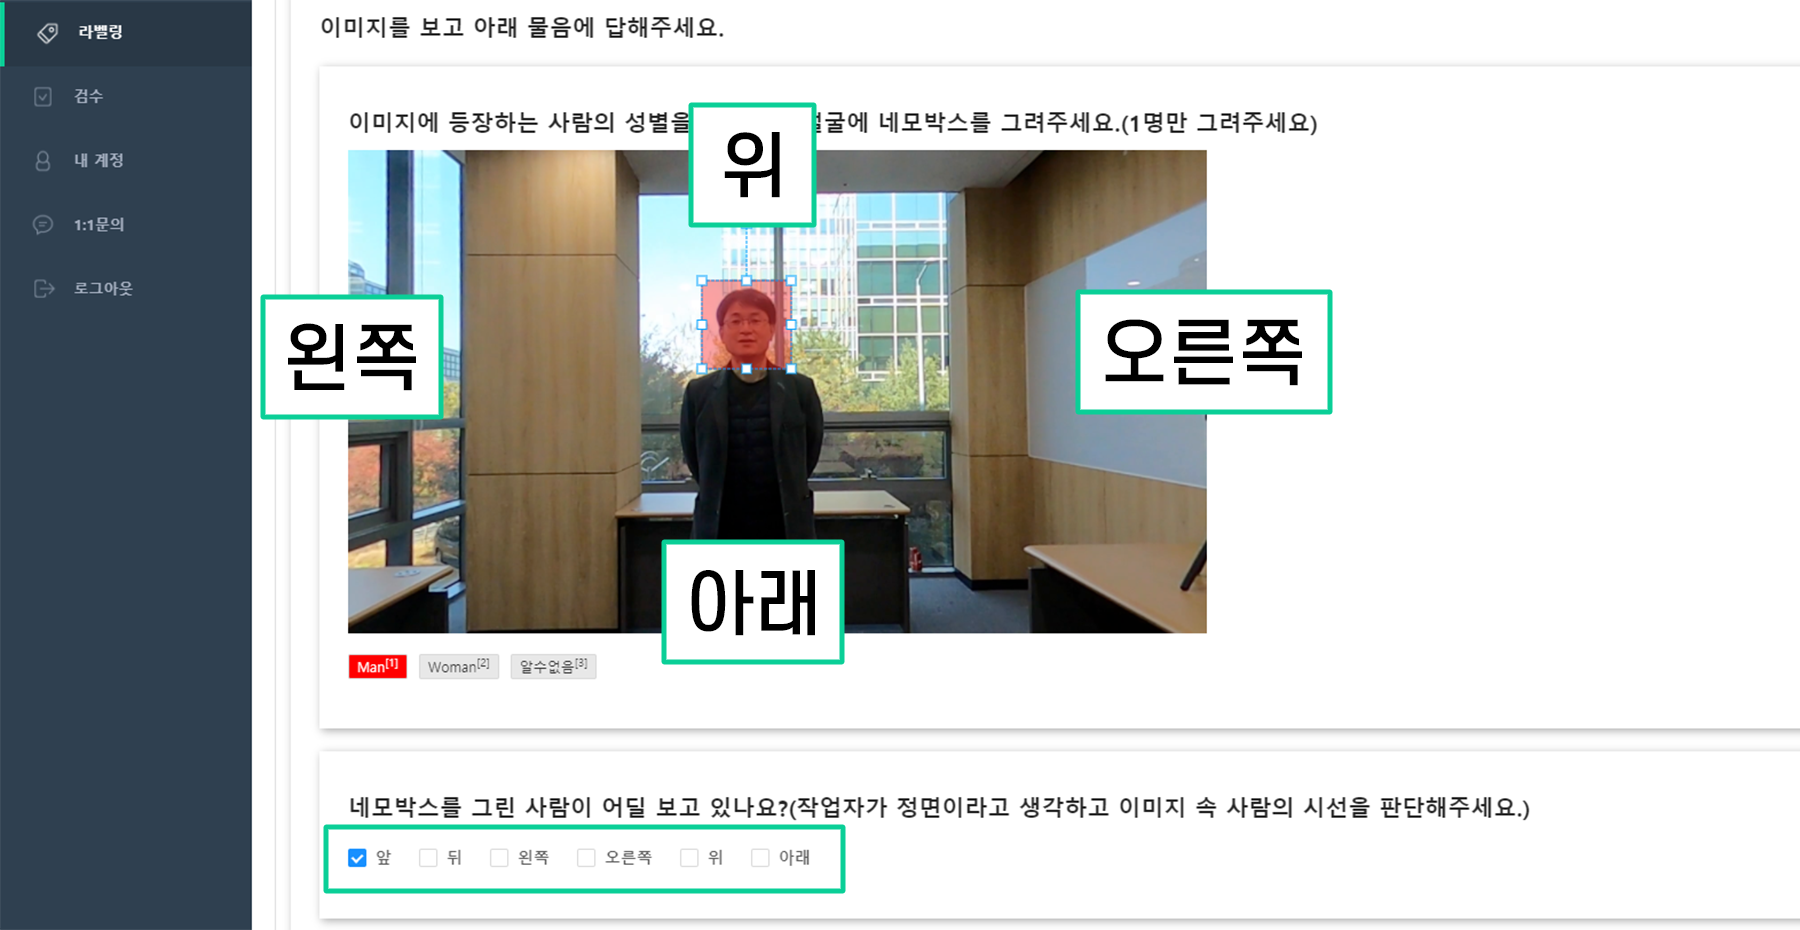 라벨링
검수
내 계정
1:1문의
로그아웃
이미지를 보고 아래 물음에 답해주세요.
이미지에 등장하는 사람의 성별을 얼굴에 네모박스를 그려주세요.(1명만 그려주세요)
위
왼쪽
오른쪽
아래
Man[1] Woman[2] 알수없음[3]
네모박스를 그린 사람이 어딜 보고 있나요?(작업자가 정면이라고 생각하고 이미지 속 사람의 시선을 판단해주세요.)
앞 뒤 왼쪽 오른쪽 위 아래